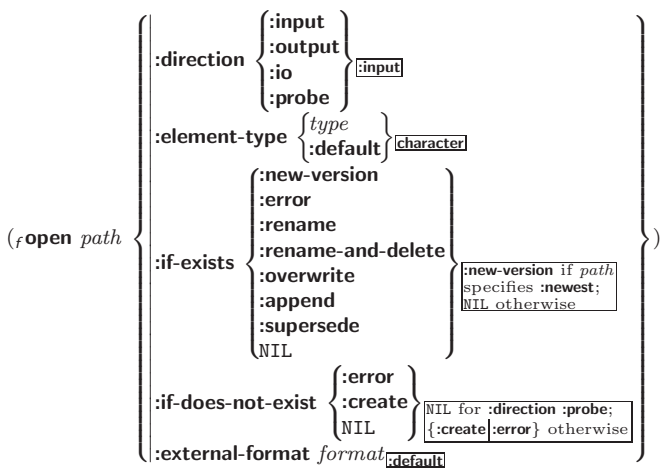 :input
:output
:direction
:io
:input
:probe
:element-type type
:default character
:new-version
:error
:rename
:rename-and-delete
(f open path :if-exists )
:overwrite
:new-version if path
:append
specifies :newest;
:supersede
NIL otherwise
NIL
:error
:if-does-not-exist :create
NIL for :direction :probe;
NIL
{:create|:error} otherwise
:external-format format :default